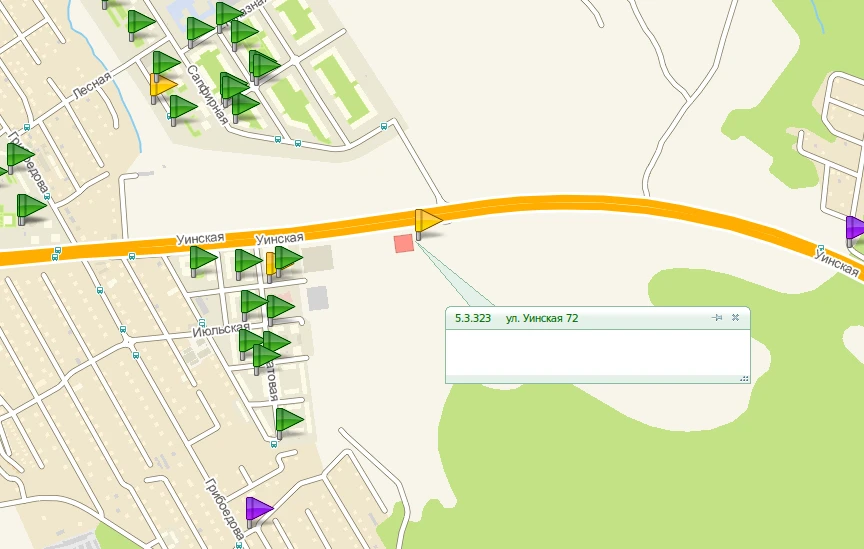 Лесная
Сапфирная
Грибоедова
Уинская
Уинская
Уинская
5.3.323 ул. Уинская 72
Июльская
Грибоедова